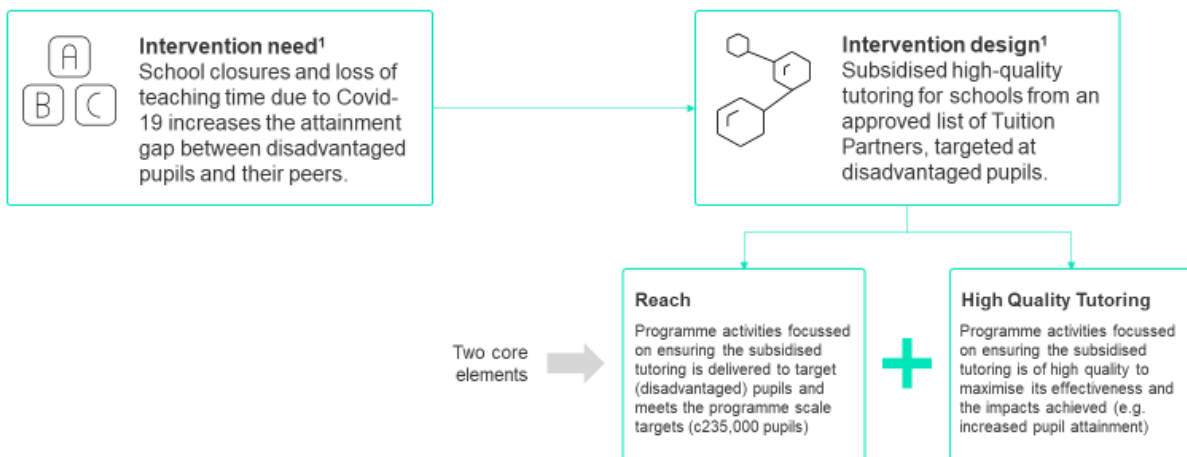 A
B C
Intervention need¹
School closures and loss of
teaching time due to Covid-
19 increases the attainment
gap between disadvantaged
pupils and their peers.
Intervention design¹
Subsidised high-quality
tutoring for schools from an
approved list of Tuition
Partners, targeted at
disadvantaged pupils.
Two core
elements
Reach
Programme activities focussed
on ensuring the subsidised
tutoring is delivered to target
(disadvantaged) pupils and
meets the programme scale
targets (c235,000 pupils)
High Quality Tutoring
Programme activities focussed
on ensuring the subsidised
tutoring is of high quality to
maximise its effectiveness and
the impacts achieved (e.g.
increased pupil attainment)